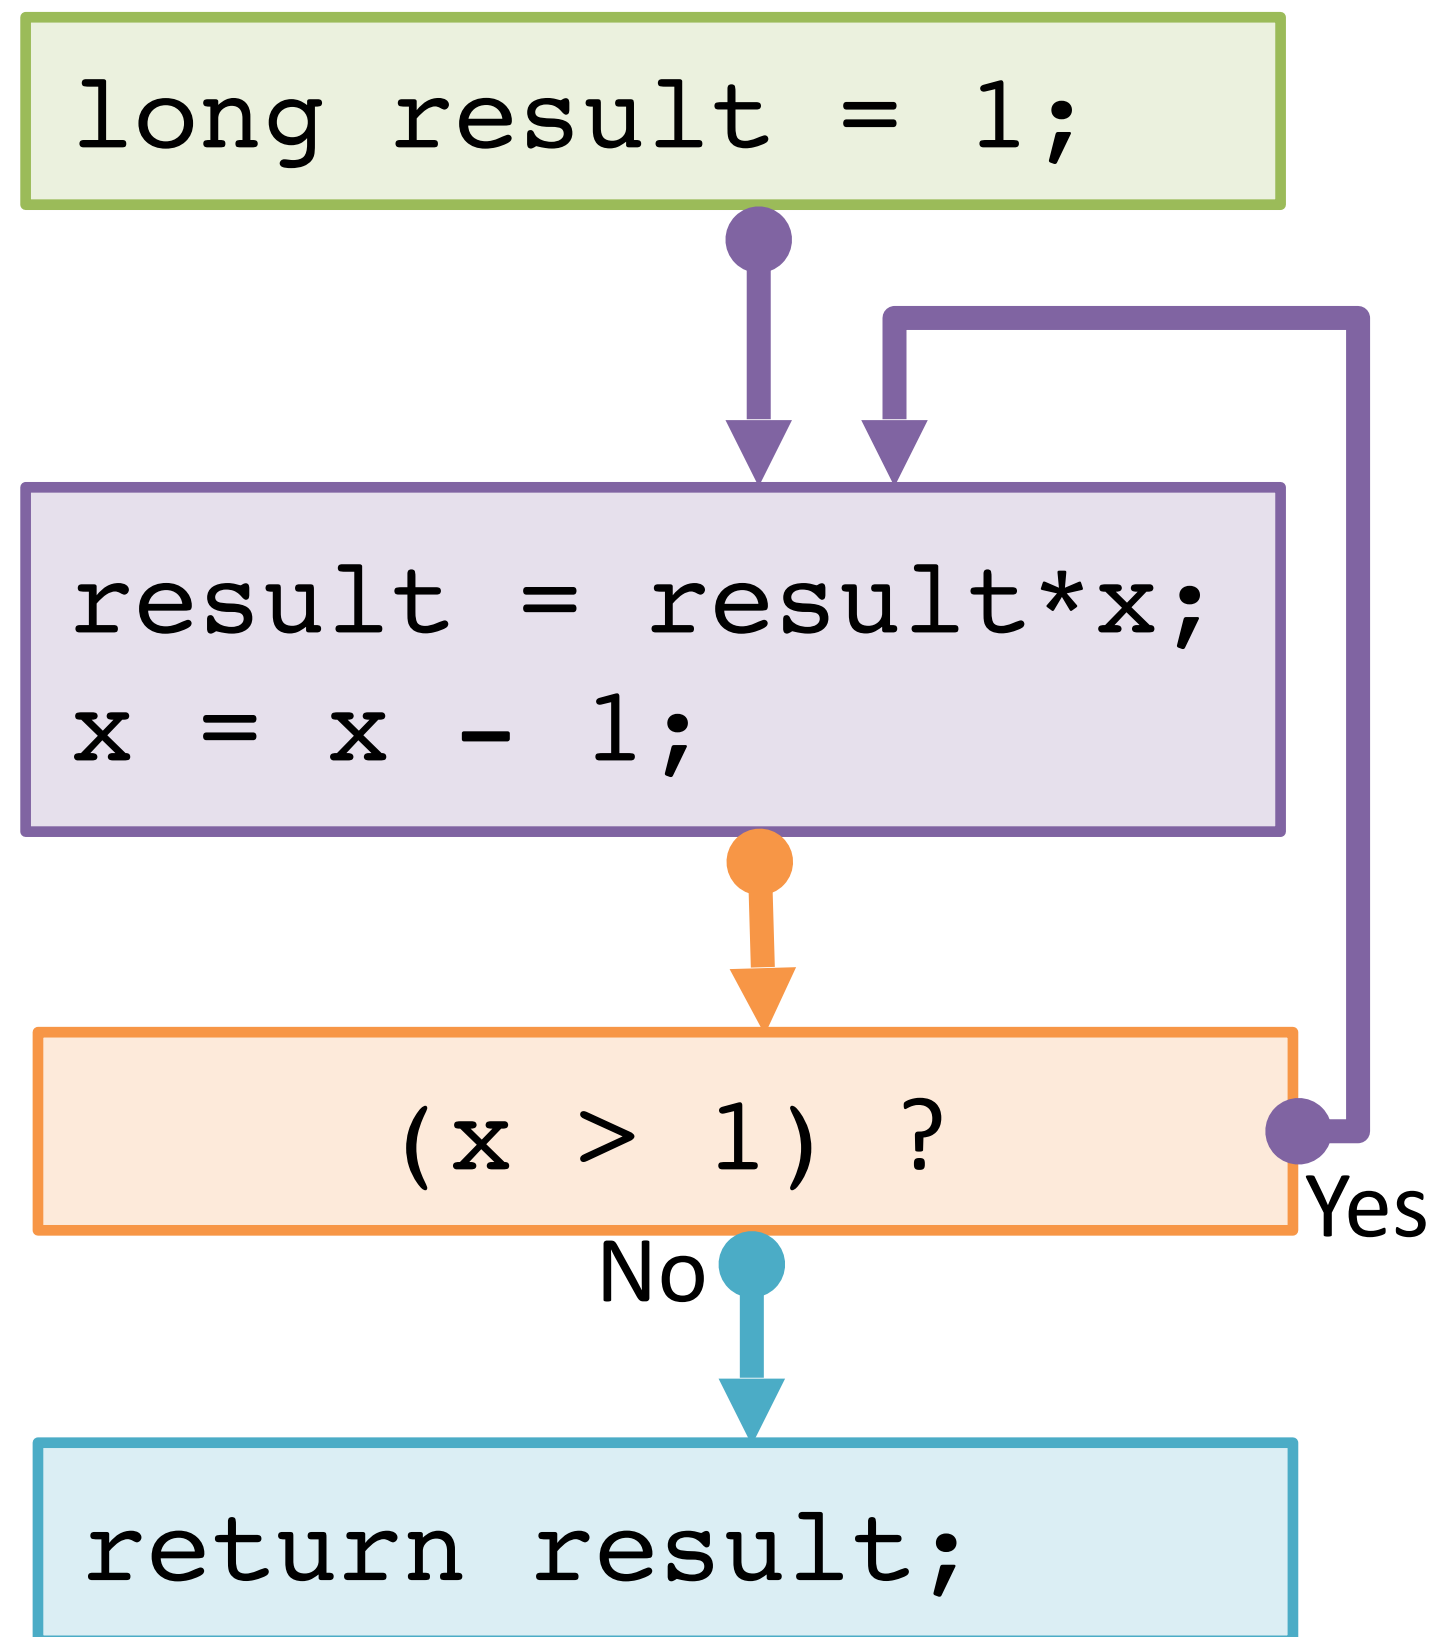 long result = 1;
result = result*x;
x = x - 1;
(x > 1) ?
Yes
No
return result;